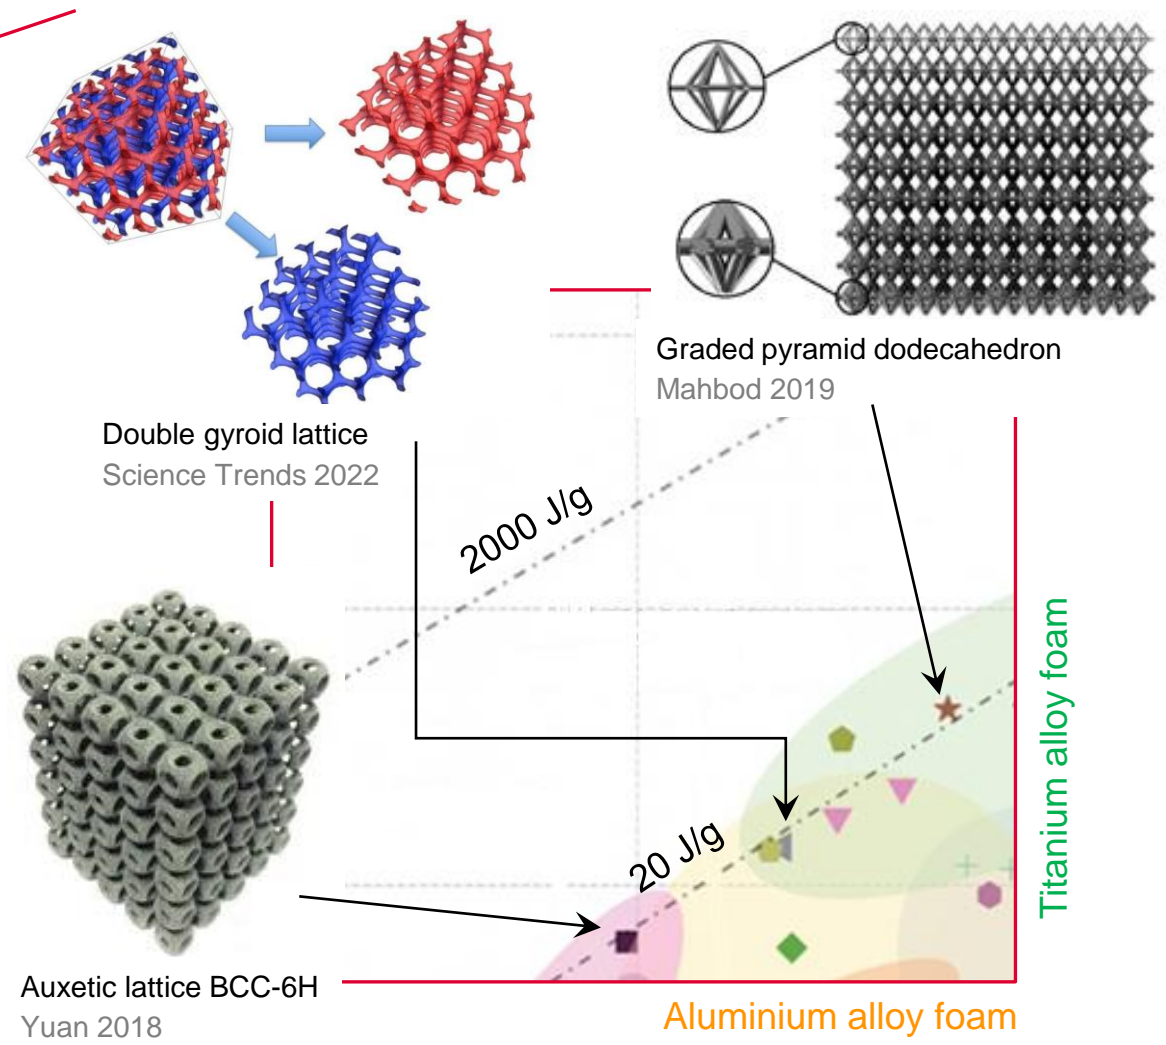 Graded pyramid dodecahedron
Mahbod 2019
Double gyroid lattice
Science Trends 2022
2000 J/g
20 J/g
Titanium alloy foam
Auxetic lattice BCC-6H
Yuan 2018
Aluminium alloy foam